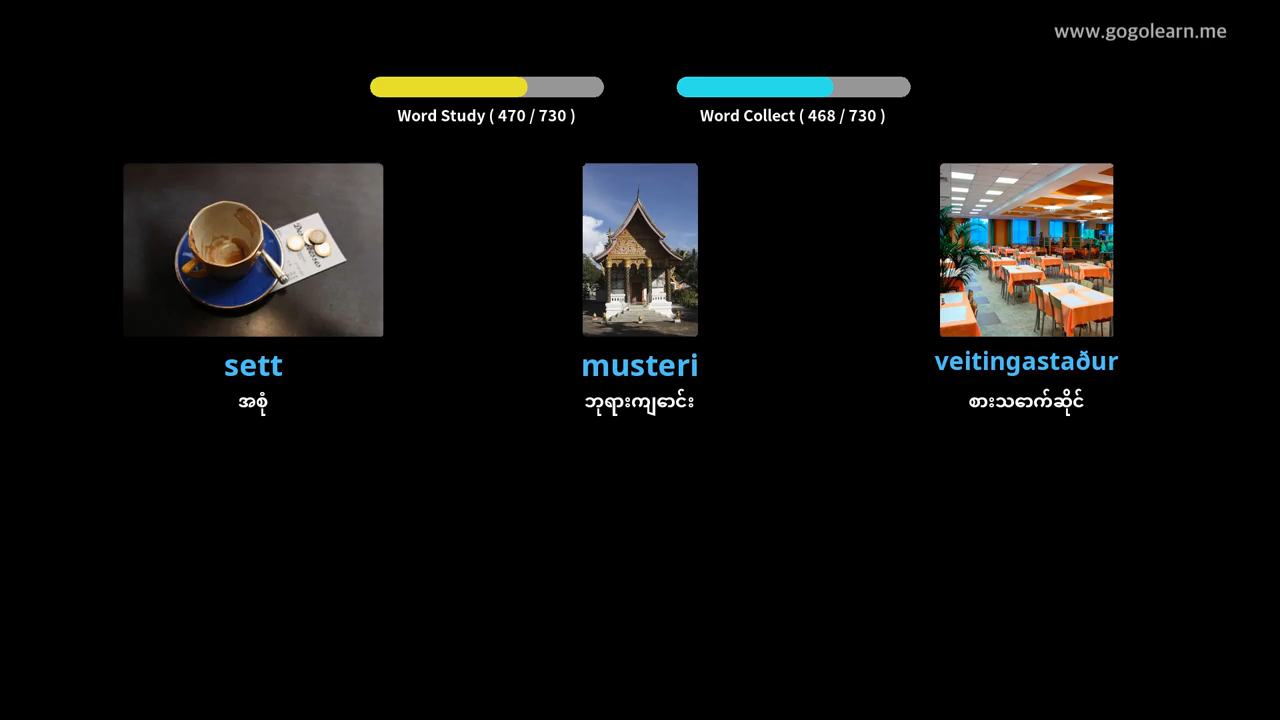 www.gogolearn.me
Word Study ( 470 / 730 )
Word Collect ( 468 / 730 )
sett
musteri
veitingastaður
အစုံ
ဘုရားကျောင်း
စားသောက်ဆိုင်